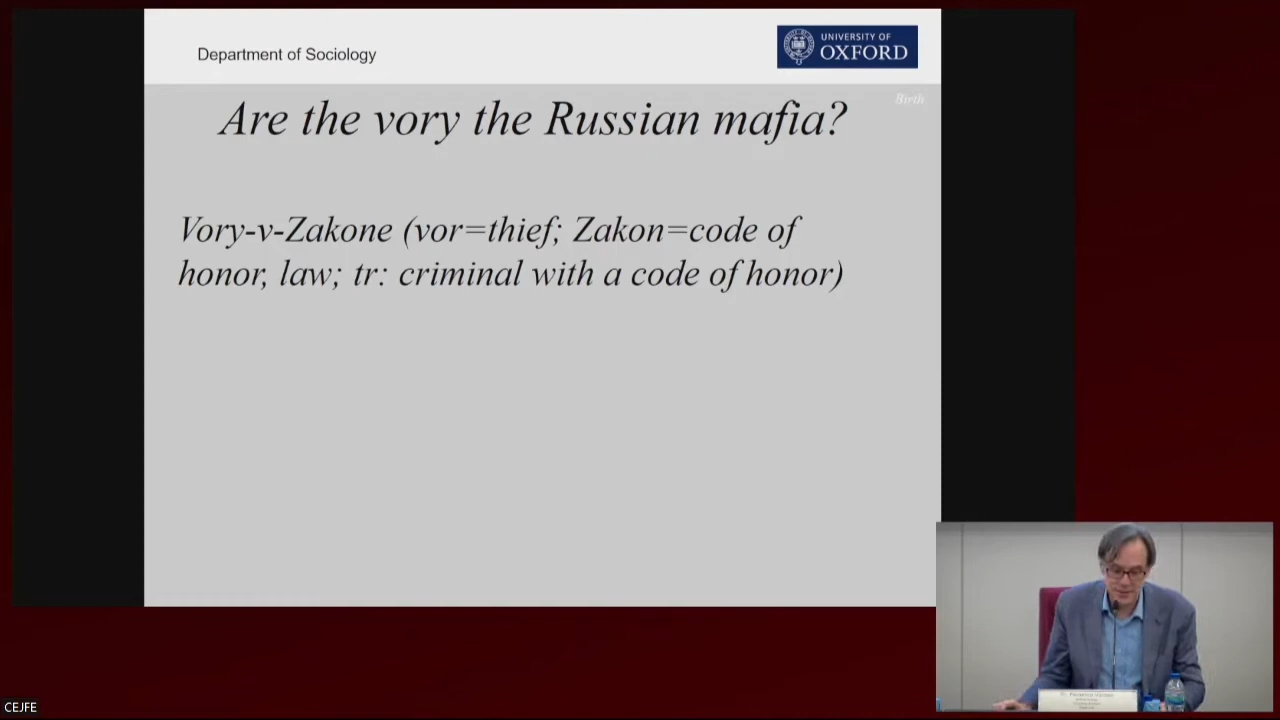 Department of Sociology
UNIVERSITY OF
OXFORD
Birth
Are the vory the Russian mafia?
Vory-v-Zakone (vor=thief; Zakon=code of
honor, law; tr: criminal with a code of honor)
CEJFE